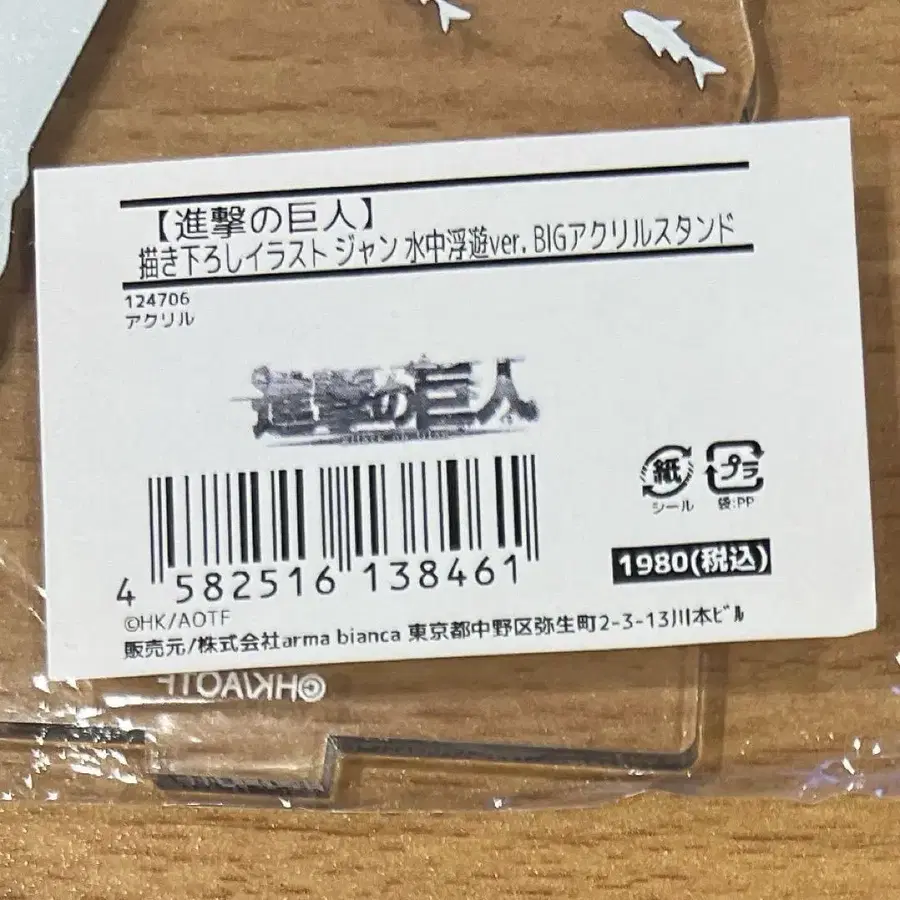 【進撃の巨人】
描き下ろしイラスト ジャン 水中浮遊ver. BIGアクリルスタンド
124706
アクリル
進撃の巨人
紙
シール
プラ
袋:PP
1980(税込)
4 582516 138461
©HK/AOTF
販売元/株式会社arma bianca 東京都中野区弥生町2-3-13川本ビル
©HK/AOTF